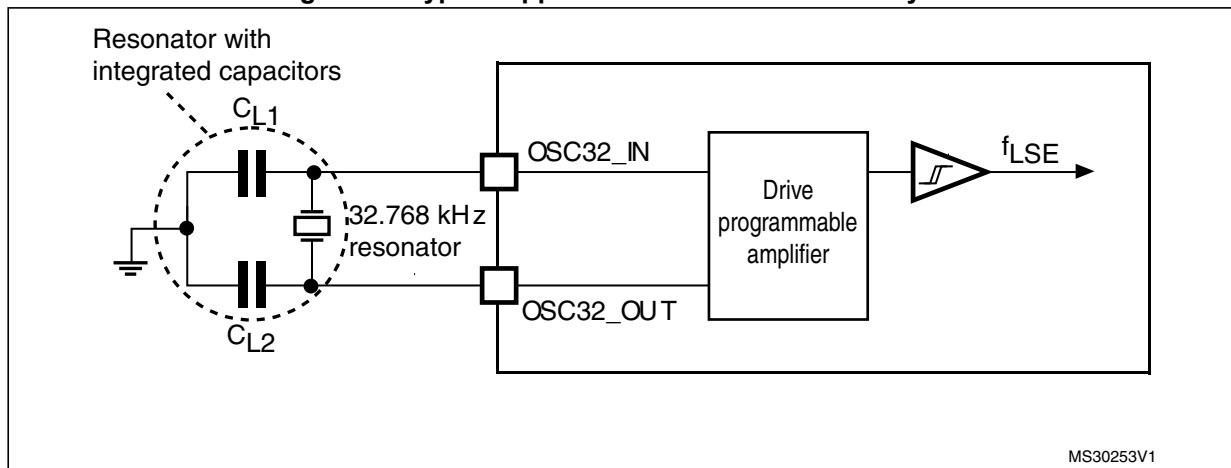 Resonator with
integrated capacitors
CL1
OSC32_IN
fLSE
Drive
programmable
amplifier
32.768 kHz
resonator
OSC32_OUT
CL2
MS30253V1